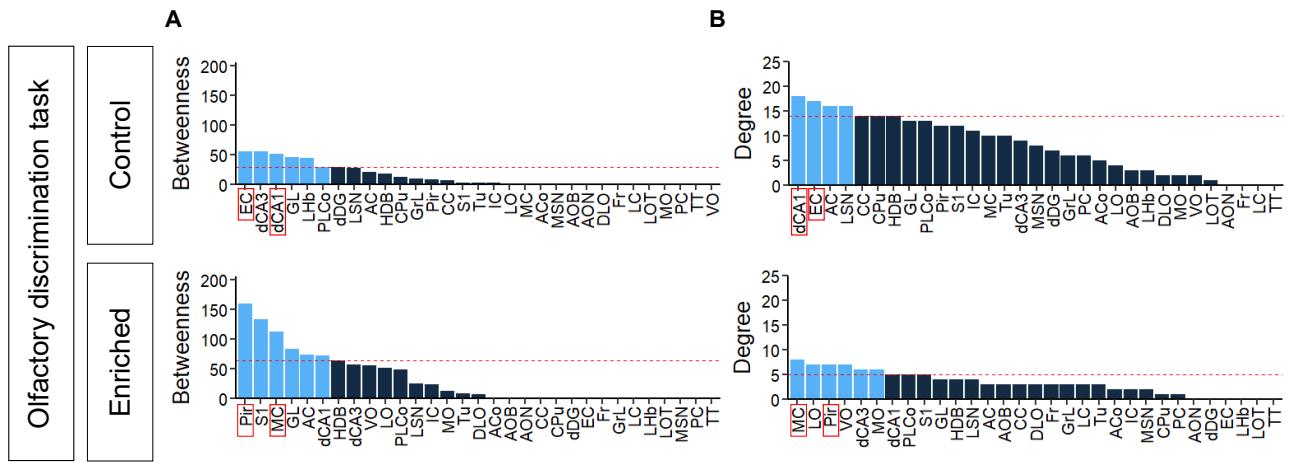 A
B
Olfactory discrimination task
Control
Betweenness
200
150
100
50
0
EC dCA3 dCA1 GL LHb PLCo dDG LSN AC HDB CPu GrL Pir CC S1 Tu IC LO MC ACo MSN AOB AON DLO Fr LC LOT MO PC TT VO
Degree
25
20
15
10
5
0
dCA1 EC AC LSN CC CPu HDB GL PLCo Pir S1 IC MC Tu dCA3 MSN dDG GrL PC ACo LO AOB LHb DLO MO VO LOT AON Fr LC TT
Enriched
Betweenness
200
150
100
50
0
Pir S1 MC GL AC dCA1 HDB dCA3 VO LO PLCo LSN IC MO Tu DLO ACo AOB AON CC CPu dDG EC Fr GrL LC LHb LOT MSN PC TT
Degree
25
20
15
10
5
0
MC LO Pir VO dCA3 MO dCA1 PLCo S1 GL HDB LSN AC AOB CC DLO Fr GrL LC Tu ACo IC MSN CPu PC AON dDG EC LHb LOT TT